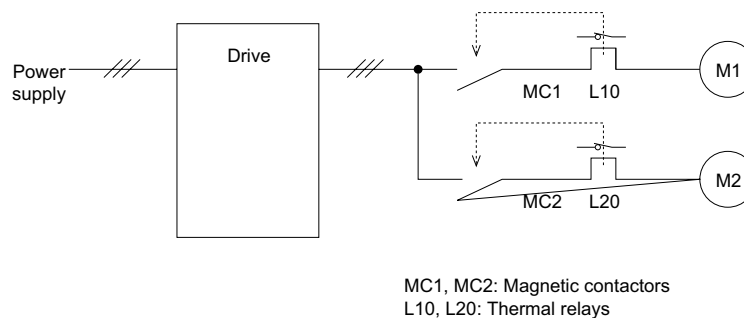 Drive
Power
supply
M1
MC1
L10
M2
MC2
L20
MC1, MC2: Magnetic contactors
L10, L20: Thermal relays